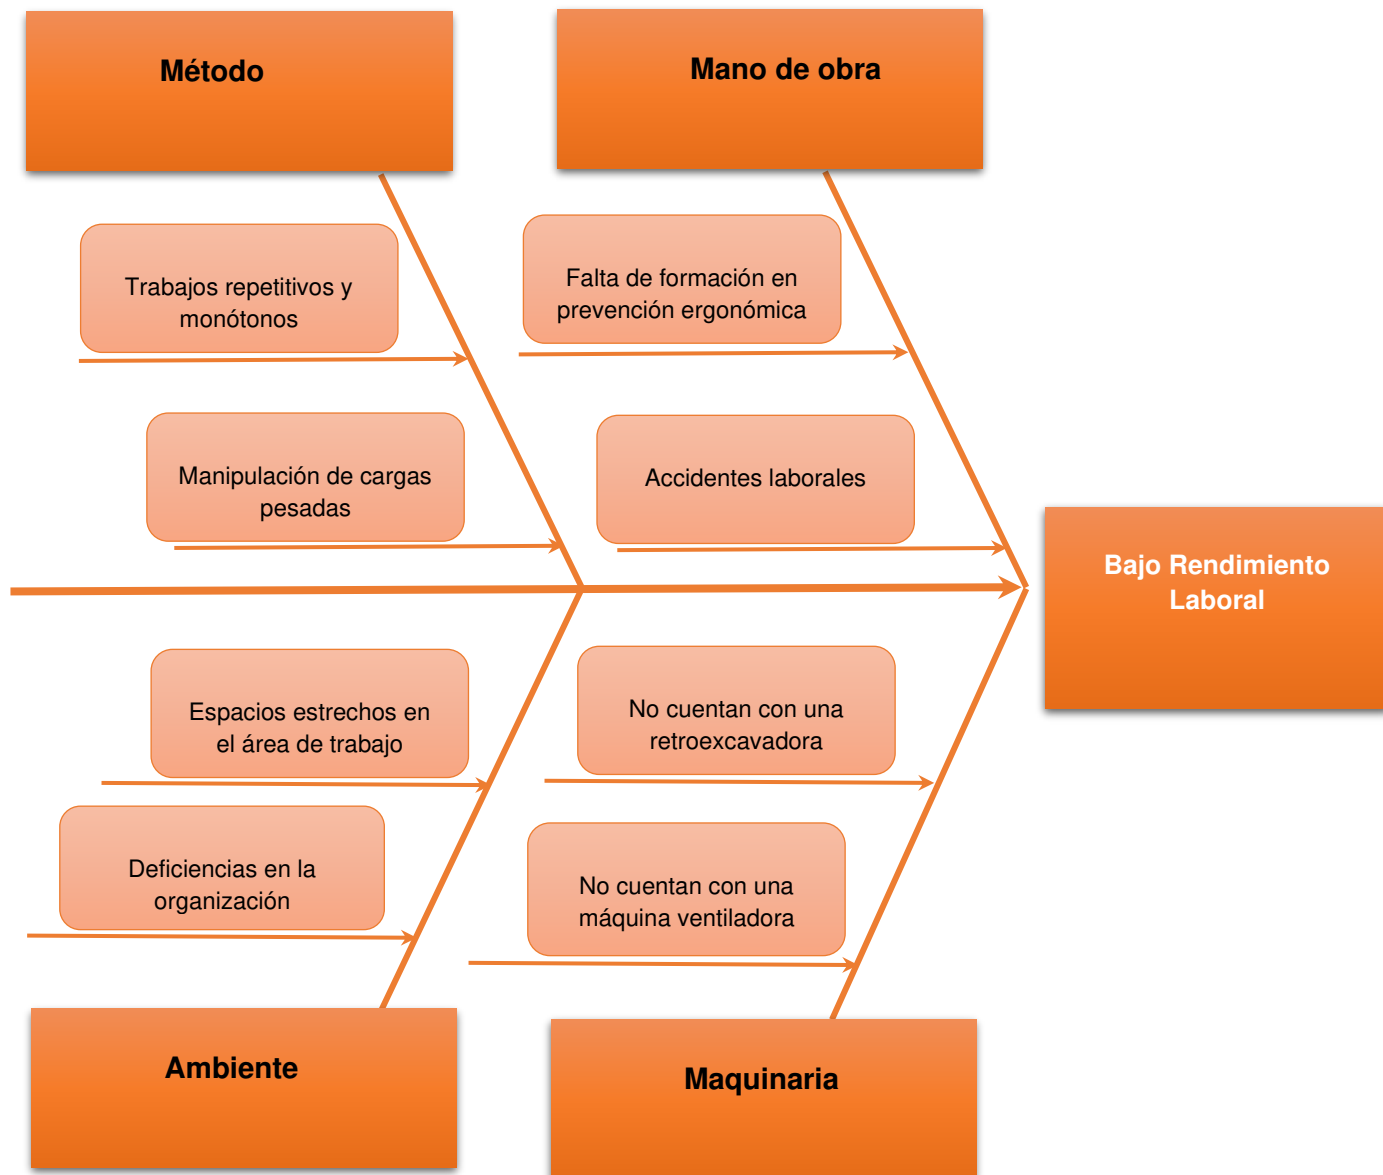 Método
Mano de obra
Trabajos repetitivos y
monótonos
Falta de formación en
prevención ergonómica
Manipulación de cargas
pesadas
Accidentes laborales
Bajo Rendimiento
Laboral
Espacios estrechos en
el área de trabajo
No cuentan con una
retroexcavadora
Deficiencias en la
organización
No cuentan con una
máquina ventiladora
Ambiente
Maquinaria